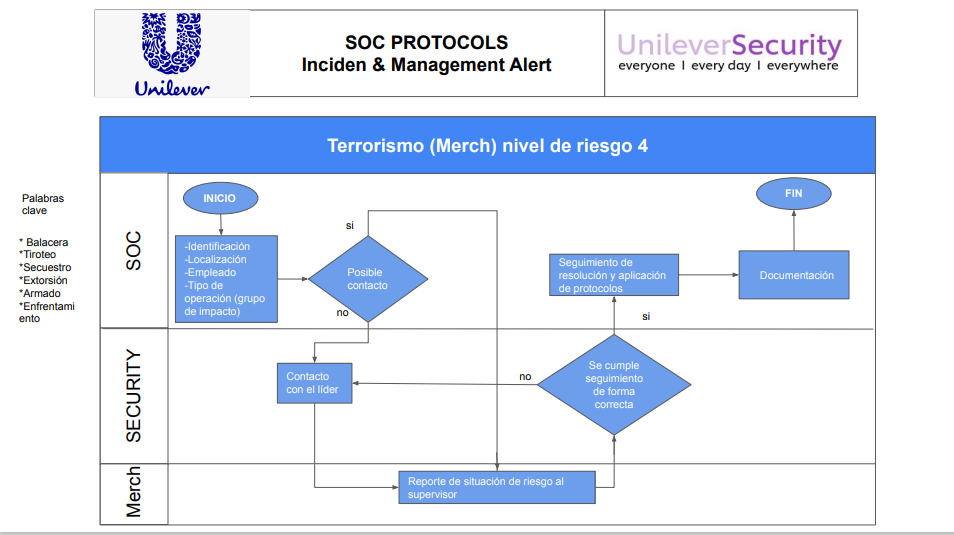 Unilever
SOC PROTOCOLS
Inciden & Management Alert
UnileverSecurity
everyone I every day I everywhere
Terrorismo (Merch) nivel de riesgo 4
Palabras
clave
* Balacera
*Tiroteo
*Secuestro
*Extorsión
*Armado
*Enfrentami
ento
SOC
INICIO
-Identificación
-Localización
-Empleado
-Tipo de
operación (grupo
de impacto)
si
Posible
contacto
no
Seguimiento de
resolución y aplicación
de protocolos
FIN
Documentación
si
SECURITY
Contacto
con el líder
no
Se cumple
seguimiento
de forma
correcta
Merch
Reporte de situación de riesgo al
supervisor